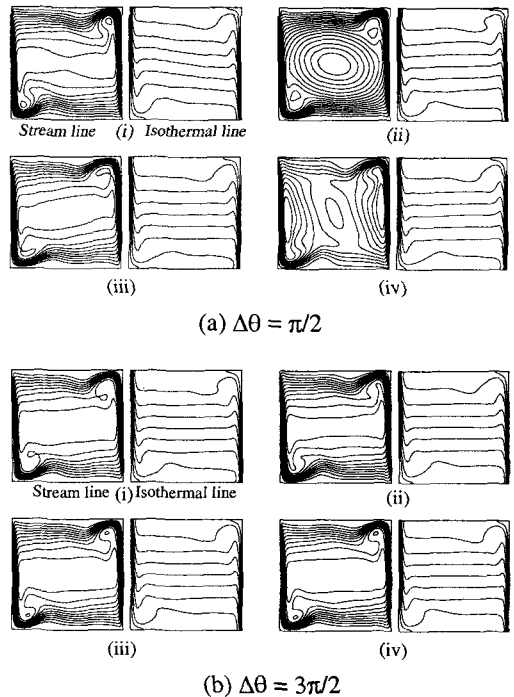 Stream line (i) Isothermal line
(ii)
(iii)
(iv)
(a) Δθ = π/2
Stream line (i) Isothermal line
(ii)
(iii)
(iv)
(b) Δθ = 3π/2